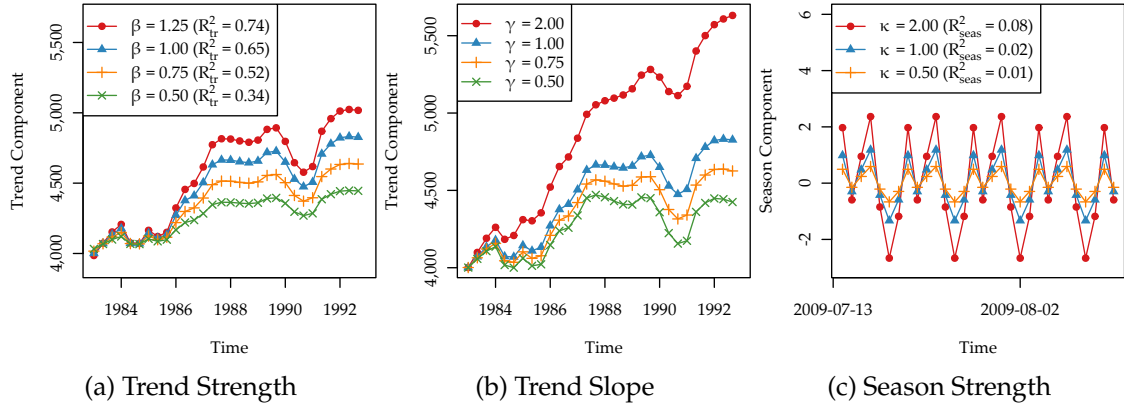 Trend Component
5,500
5,000
4,500
4,000
β = 1.25 (R²tr = 0.74)
β = 1.00 (R²tr = 0.65)
β = 0.75 (R²tr = 0.52)
β = 0.50 (R²tr = 0.34)
1984 1986 1988 1990 1992
Time
(a) Trend Strength
Trend Component
5,500
5,000
4,500
4,000
γ = 2.00
γ = 1.00
γ = 0.75
γ = 0.50
1984 1986 1988 1990 1992
Time
(b) Trend Slope
Season Component
6
4
2
0
-2
κ = 2.00 (R²seas = 0.08)
κ = 1.00 (R²seas = 0.02)
κ = 0.50 (R²seas = 0.01)
2009-07-13 2009-08-02
Time
(c) Season Strength